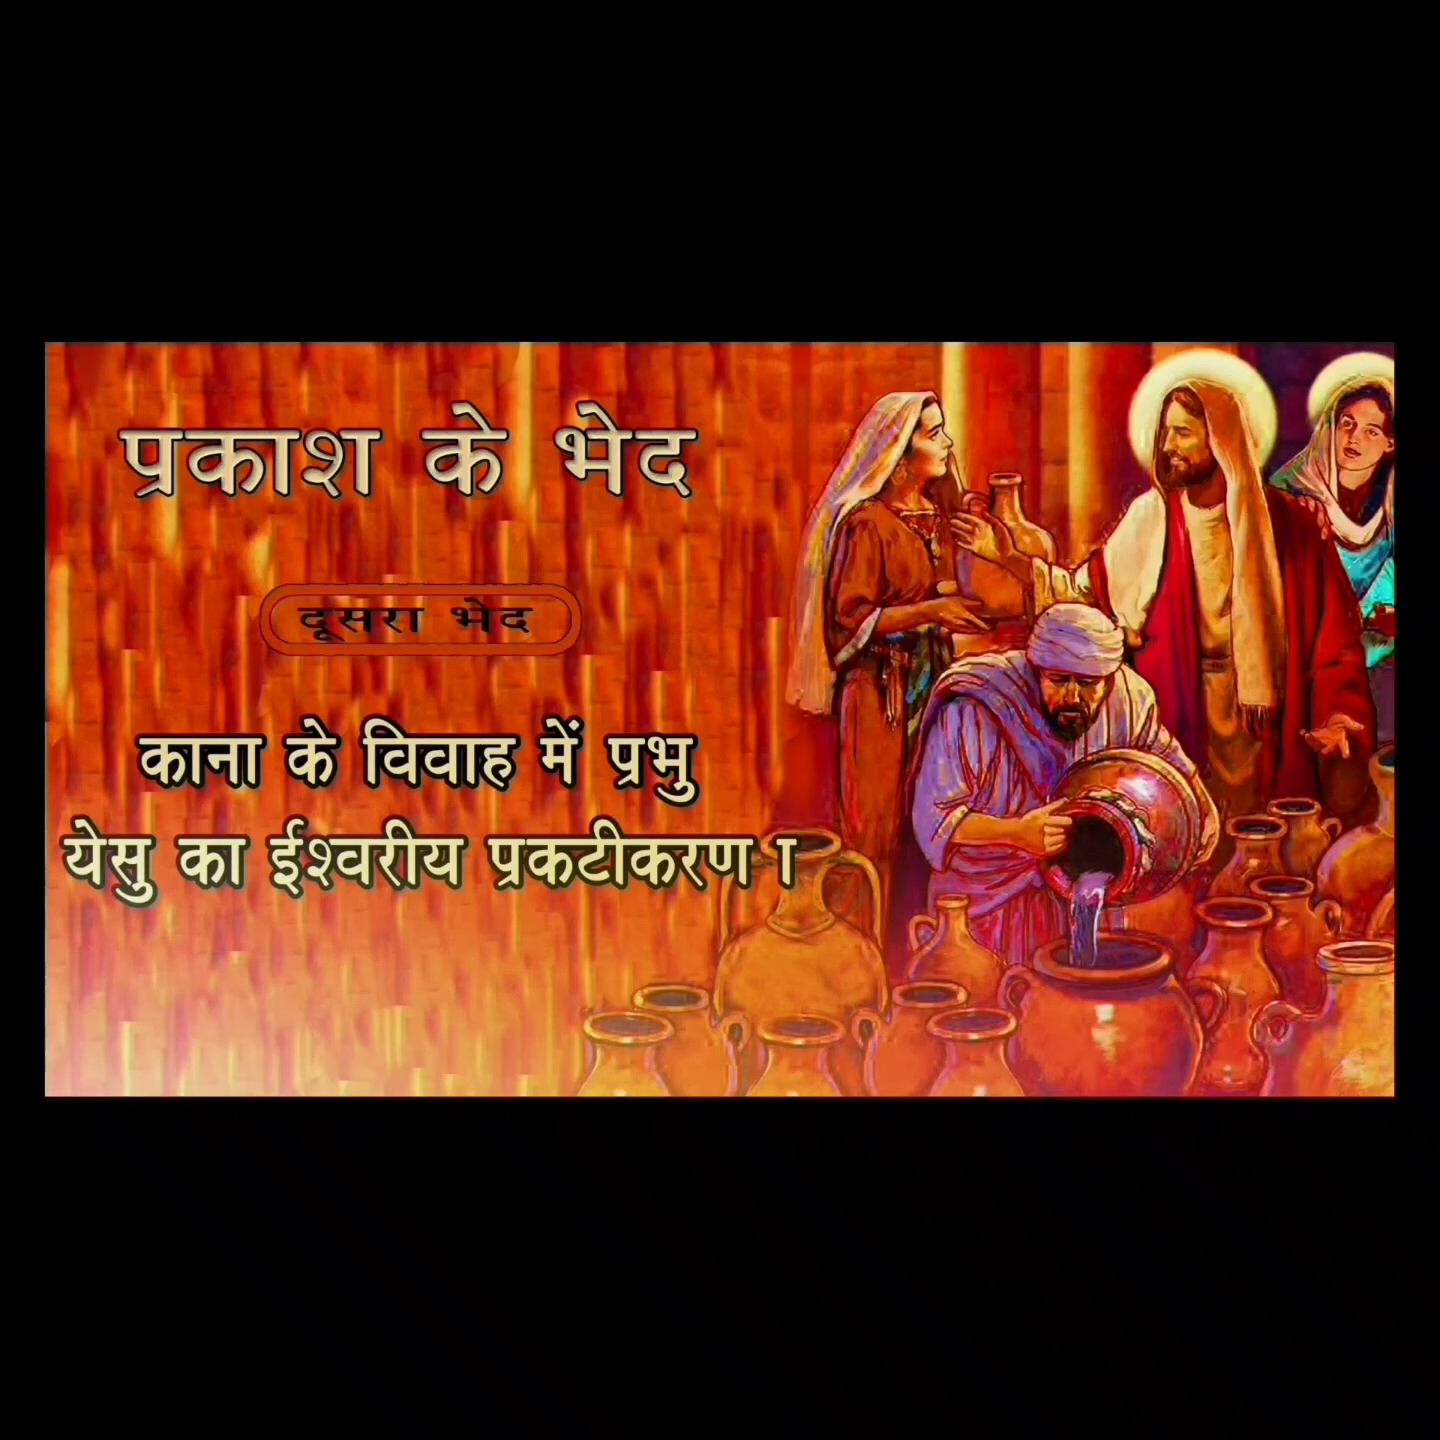 प्रकाश के भेद
दूसरा भेद
काना के विवाह में प्रभु
येसु का ईश्वरीय प्रकटीकरण ।